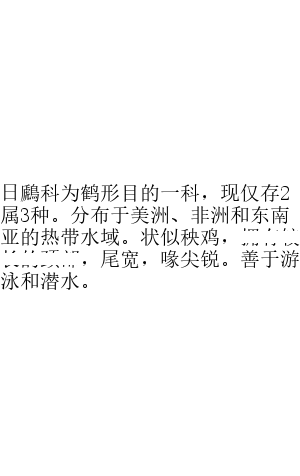 日鷉科为鹤形目的一科，现仅存2
属3种。分布于美洲、非洲和东南
亚的热带水域。状似秧鸡，
，尾宽，喙尖锐。善于游
泳和潜水。